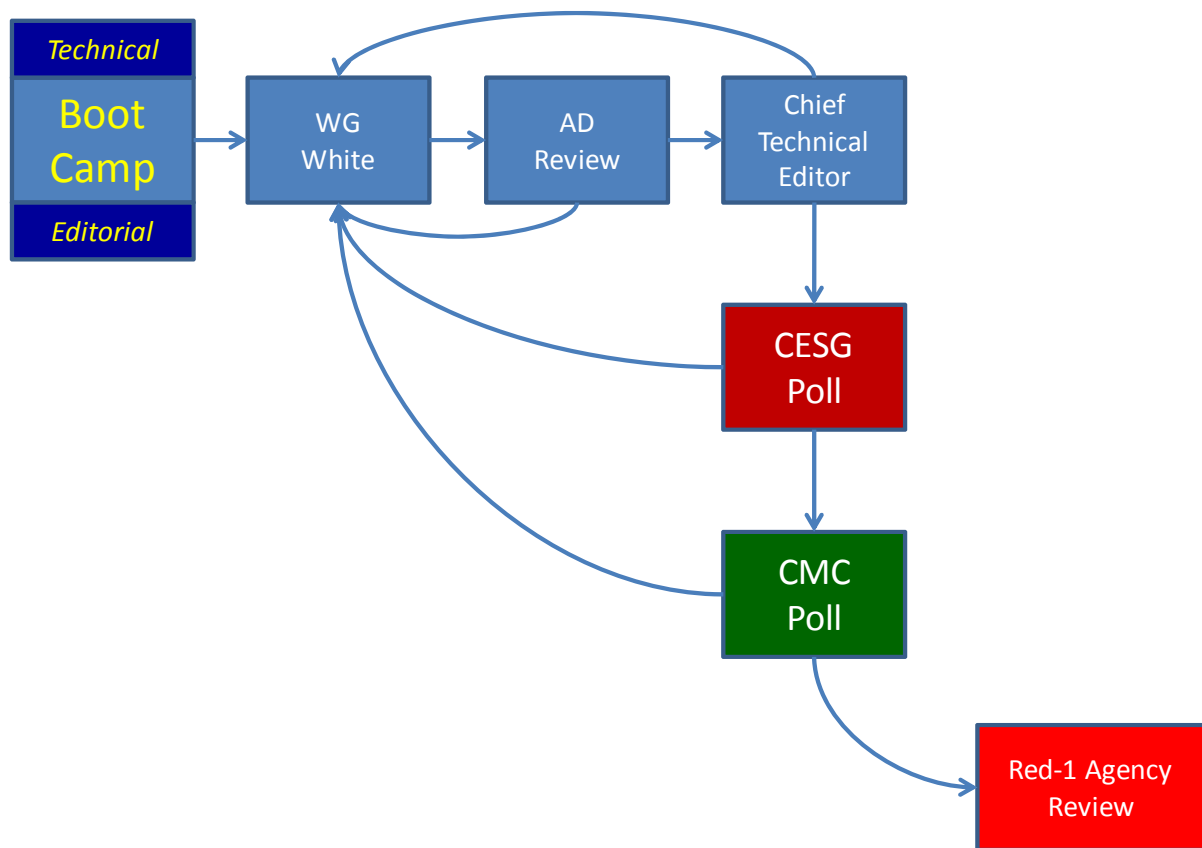 Technical
Boot
Camp
Editorial
WG
White
AD
Review
Chief
Technical
Editor
CESG
Poll
CMC
Poll
Red-1 Agency
Review